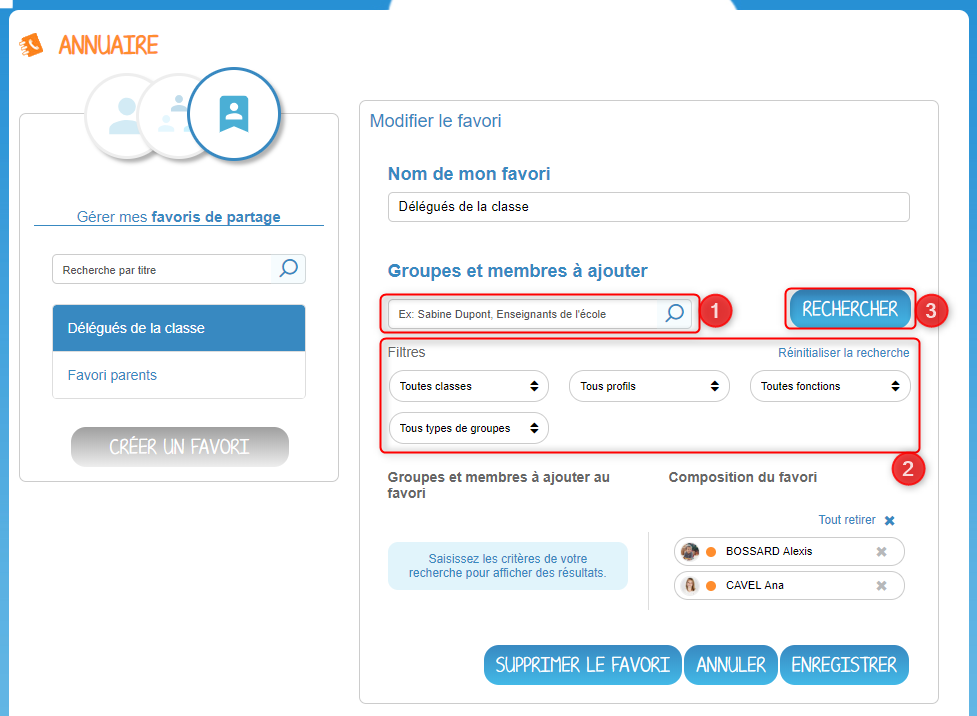 ANNUAIRE
Gérer mes favoris de partage
Recherche par titre
Délégués de la classe
Favori parents
CRÉER UN FAVORI
Modifier le favori
Nom de mon favori
Délégués de la classe
Groupes et membres à ajouter
Ex: Sabine Dupont, Enseignants de l'école
1
RECHERCHER
3
Filtres
Réinitialiser la recherche
Toutes classes
Tous profils
Toutes fonctions
Tous types de groupes
2
Groupes et membres à ajouter au
favori
Composition du favori
Tout retirer
Saisissez les critères de votre
recherche pour afficher des résultats.
BOSSARD Alexis
CAVEL Ana
SUPPRIMER LE FAVORI
ANNULER
ENREGISTRER